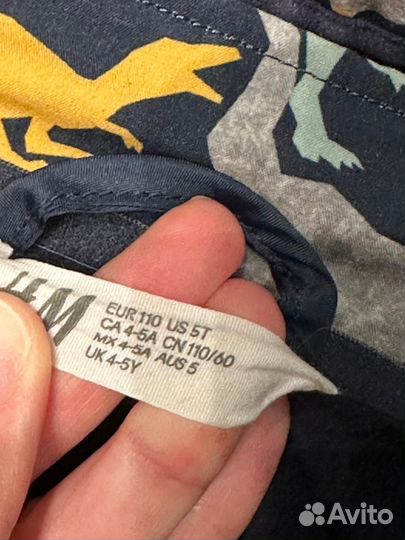 H&M
EUR 110 US 5T
CA 4-5A CN 110/60
MX 4-5A AUS 5
UK 4-5Y
Avito